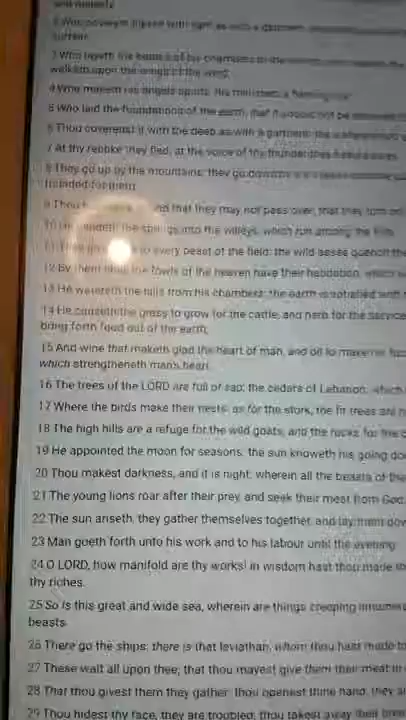 and majesty
2 Who coverest thyself with light as with a garment:
curtain
3 Who layeth the beams of his chambers in the
walketh upon the wings of the wind
4 Who maketh his angels spirits; his ministers a flaming
5 Who laid the foundations of the earth, that it should not be
6 Thou coveredst it with the deep as with a garment: the waters
7 At thy rebuke they fled; at the voice of thy thunder they
8 They go up by the mountains; they go down
founded for them
9 Thou that they may not pass over; that they turn
10 the springs into the valleys, which run among the hills
11 to every beast of the field: the wild asses quench the
12 By them shall the fowls of the heaven have their habitation, which
13 He watereth the hills from his chambers: the earth is satisfied with
14 He causeth the grass to grow for the cattle, and herb for the service
bring forth food out of the earth;
15 And wine that maketh glad the heart of man, and oil to make his
which strengtheneth man's heart
16 The trees of the LORD are full of sap; the cedars of Lebanon, which
17 Where the birds make their nests: as for the stork, the fir trees are
18 The high hills are a refuge for the wild goats; and the rocks for the
19 He appointed the moon for seasons: the sun knoweth his going
20 Thou makest darkness, and it is night: wherein all the beasts of the
21 The young lions roar after their prey, and seek their meat from God.
22 The sun ariseth, they gather themselves together, and lay them
23 Man goeth forth unto his work and to his labour until the evening.
24 O LORD, how manifold are thy works! in wisdom hast thou made
thy riches.
25 So is this great and wide sea, wherein are things creeping
beasts.
26 There go the ships: there is that leviathan, whom thou hast made
27 These wait all upon thee; that thou mayest give them their meat in
28 That thou givest them they gather: thou openest thine hand, they
29 Thou hidest thy face, they are troubled: thou takest away their